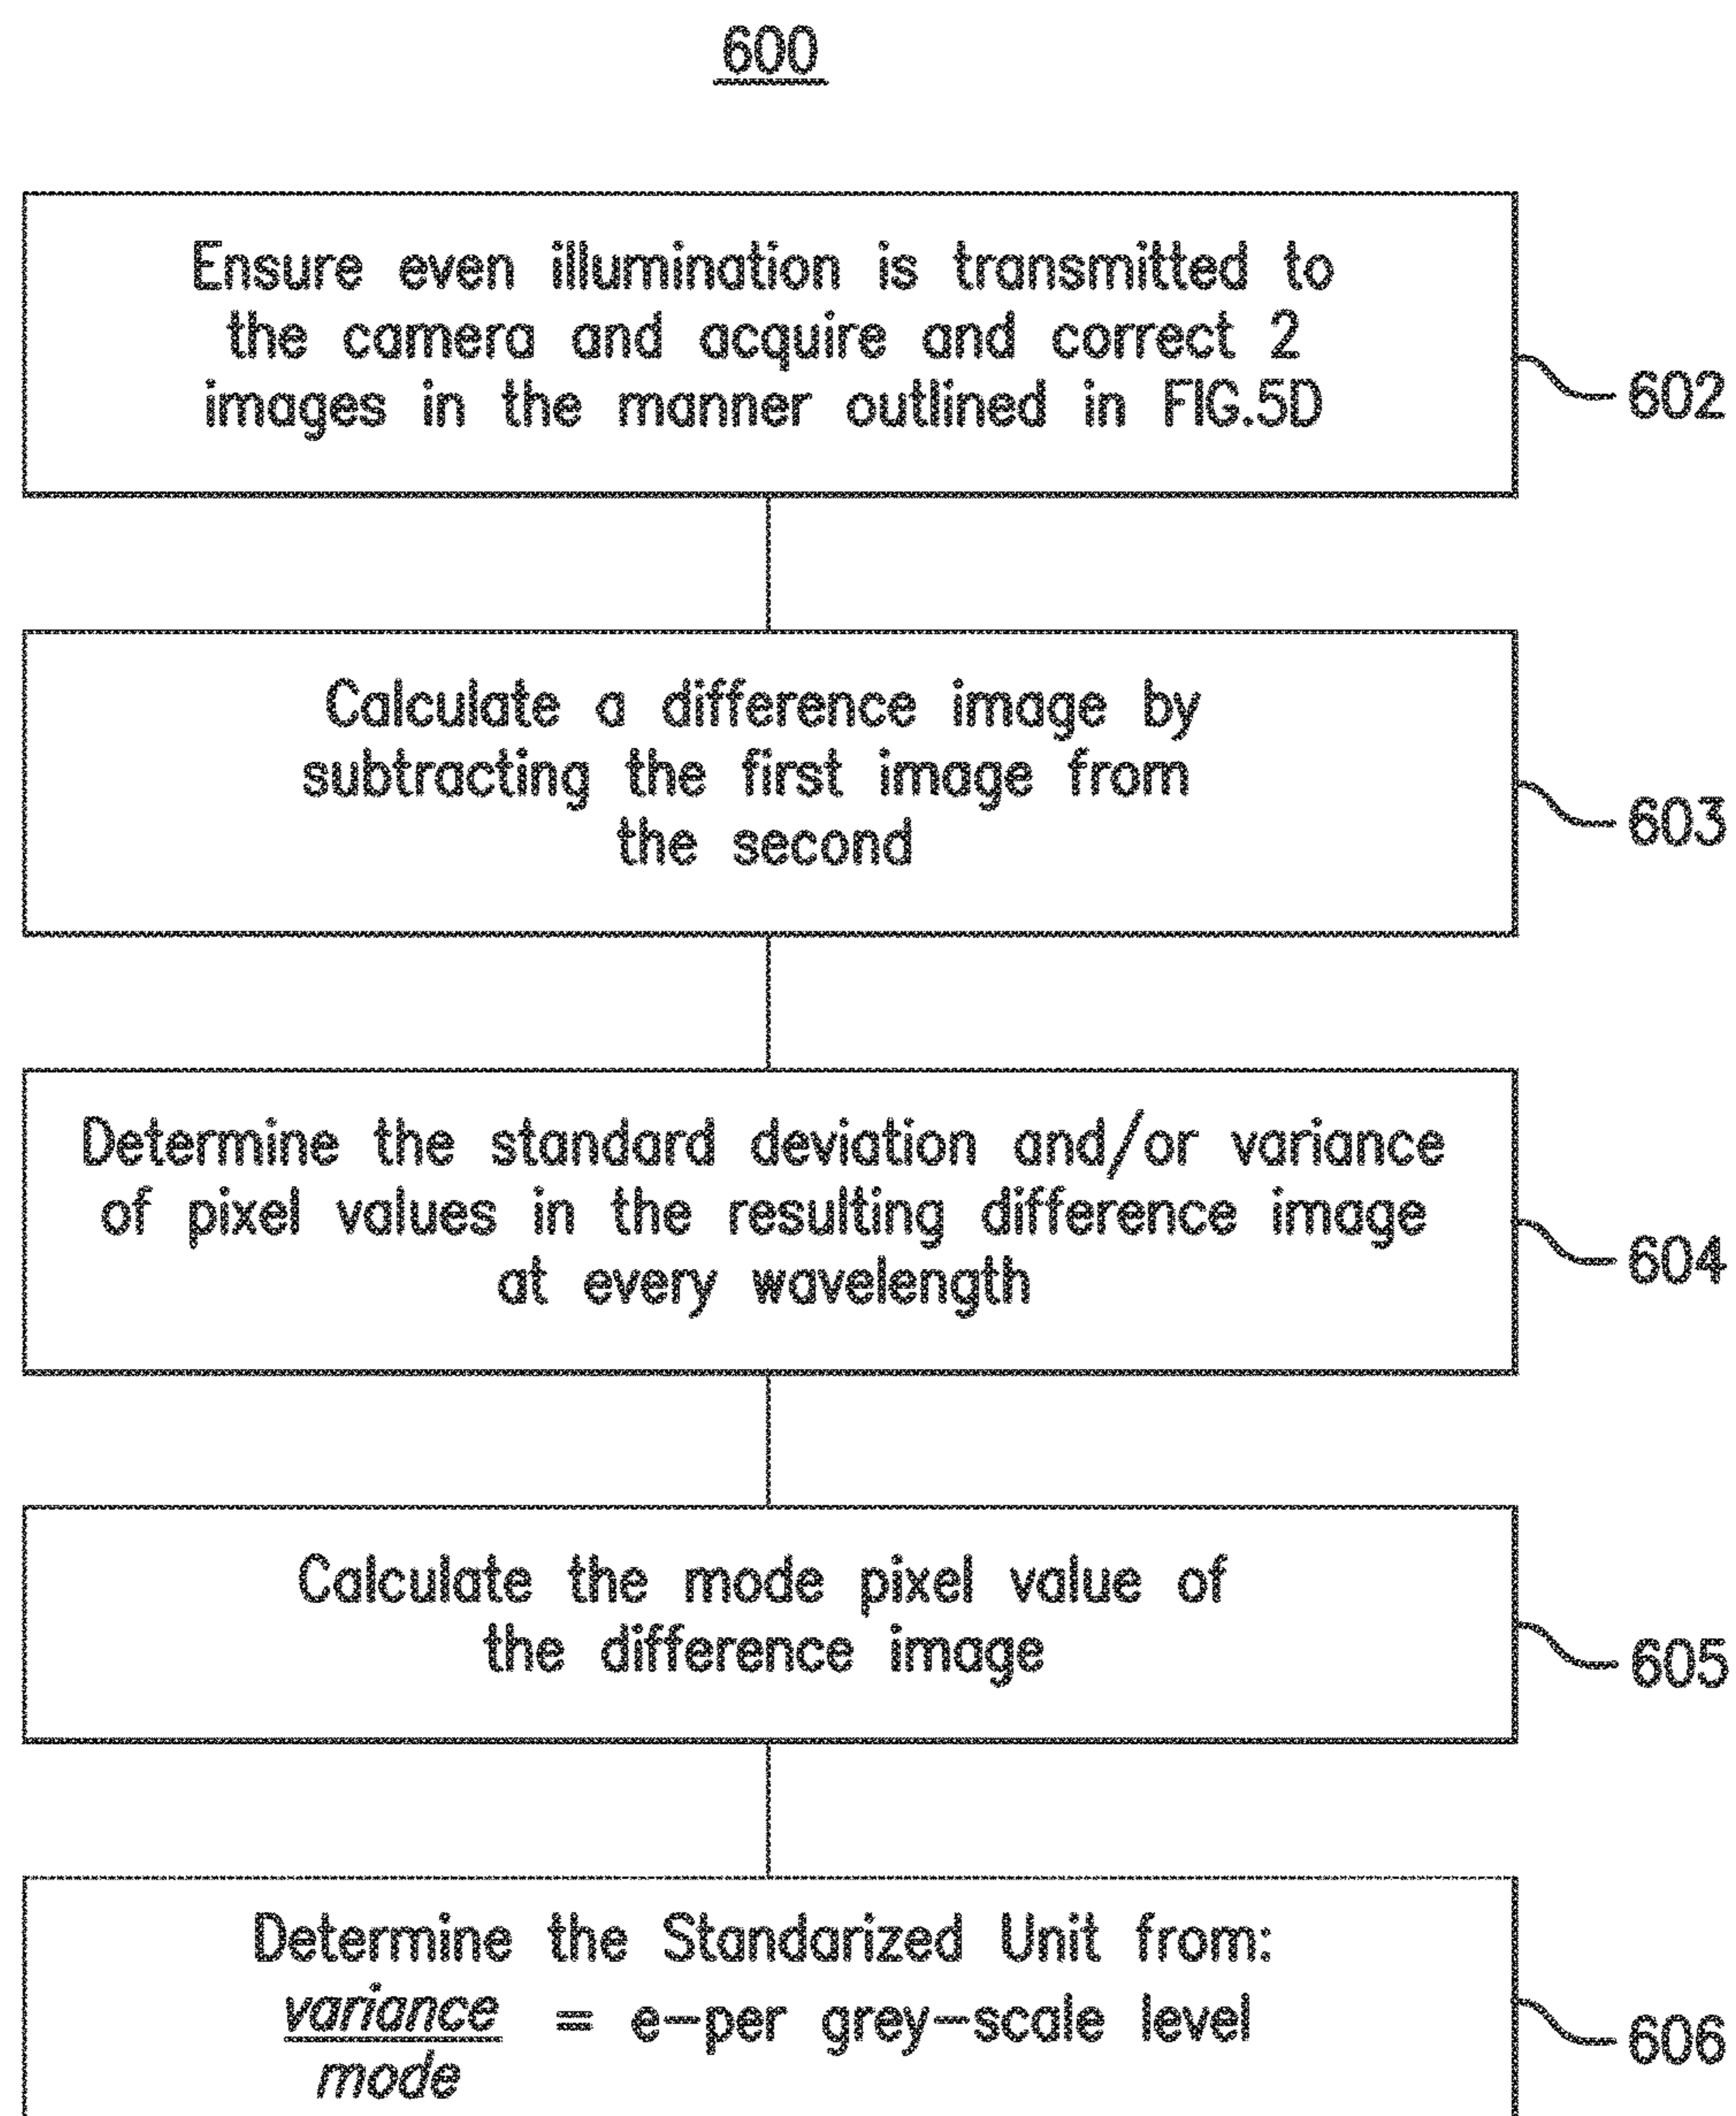 600
Ensure even illumination is transmitted to
the camera and acquire and correct 2
images in the manner outlined in FIG.5D
602
Calculate a difference image by
subtracting the first image from
the second
603
Determine the standard deviation and/or variance
of pixel values in the resulting difference image
at every wavelength
604
Calculate the mode pixel value of
the difference image
605
Determine the Standarized Unit from:
variance
= e-per grey-scale level
mode
606